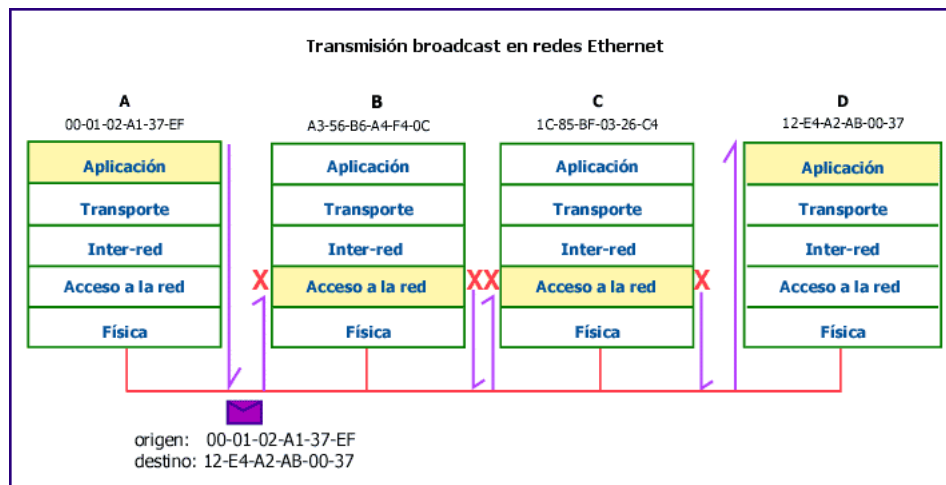 Transmisión broadcast en redes Ethernet
A
B
C
D
00-01-02-A1-37-EF
A3-56-B6-A4-F4-0C
1C-85-BF-03-26-C4
12-E4-A2-AB-00-37
Aplicación
Aplicación
Aplicación
Aplicación
Transporte
Transporte
Transporte
Transporte
Inter-red
Inter-red
Inter-red
Inter-red
X
XX
X
Acceso a la red
Acceso a la red
Acceso a la red
Acceso a la red
Física
Física
Física
Física
origen: 00-01-02-A1-37-EF
destino: 12-E4-A2-AB-00-37